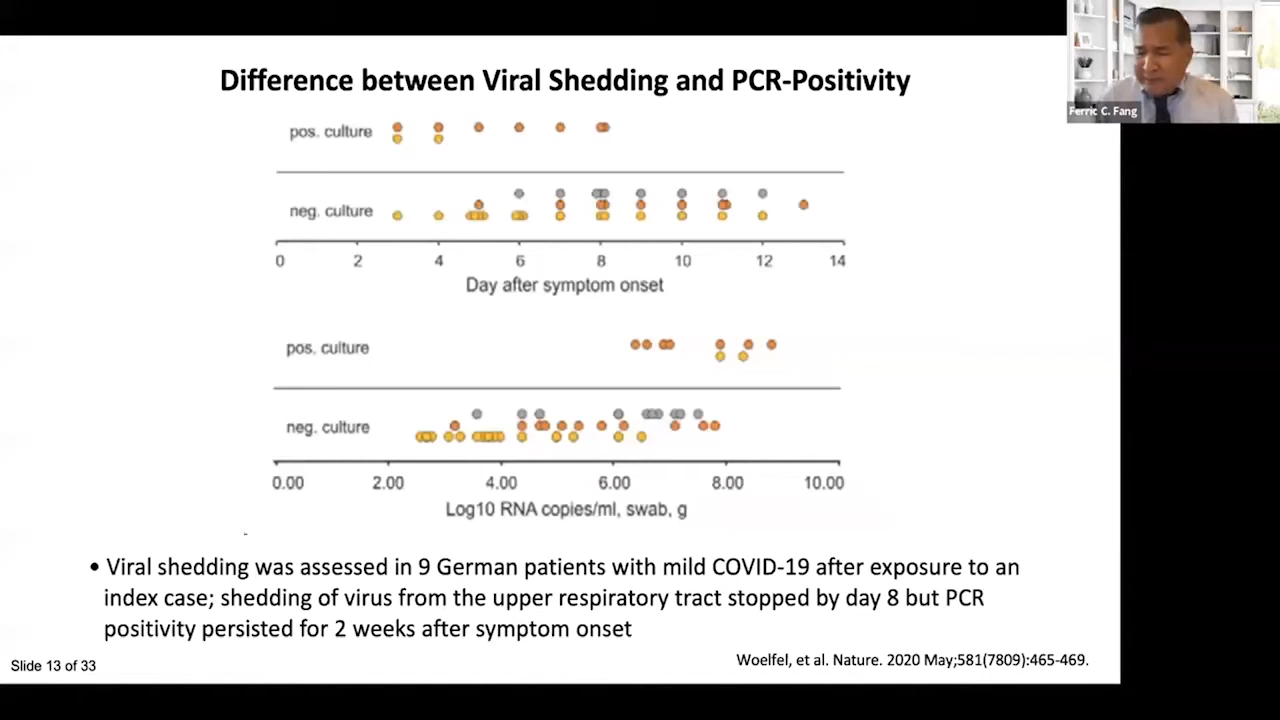 Difference between Viral Shedding and PCR-Positivity
Ferric C. Fang
pos. culture
neg. culture
0 2 4 6 8 10 12 14
Day after symptom onset
pos. culture
neg. culture
0.00 2.00 4.00 6.00 8.00 10.00
Log10 RNA copies/ml, swab, g
• Viral shedding was assessed in 9 German patients with mild COVID-19 after exposure to an
index case; shedding of virus from the upper respiratory tract stopped by day 8 but PCR
positivity persisted for 2 weeks after symptom onset
Woelfel, et al. Nature. 2020 May;581(7809):465-469.
Slide 13 of 33